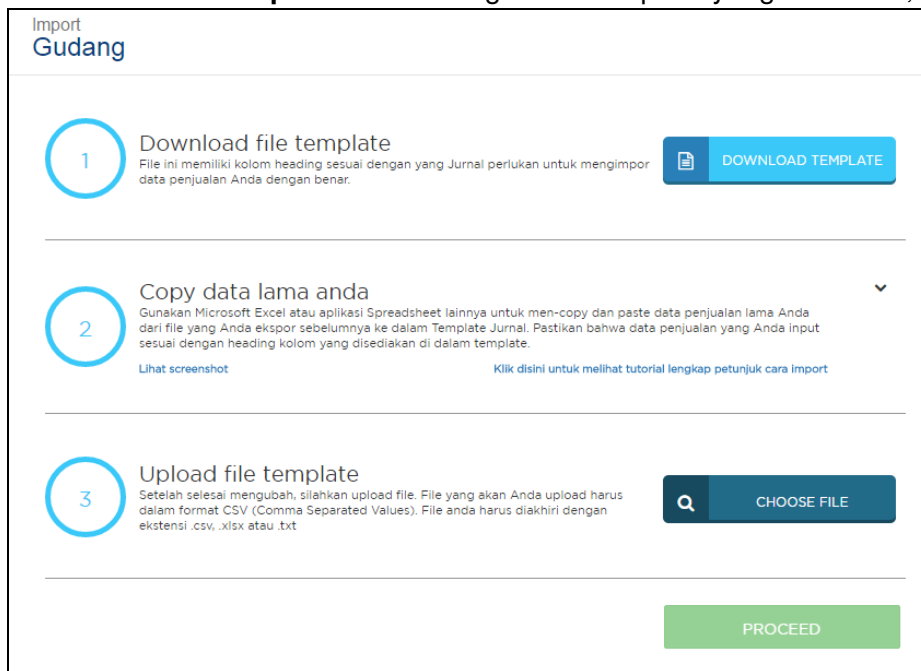 Import
Gudang
1
Download file template
File ini memiliki kolom heading sesuai dengan yang Jurnal perlukan untuk mengimpor
data penjualan Anda dengan benar.
DOWNLOAD TEMPLATE
2
Copy data lama anda
Gunakan Microsoft Excel atau aplikasi Spreadsheet lainnya untuk men-copy dan paste data penjualan lama Anda
dari file yang Anda ekspor sebelumnya ke dalam Template Jurnal. Pastikan bahwa data penjualan yang Anda input
sesuai dengan heading kolom yang disediakan di dalam template.
Lihat screenshot
Klik disini untuk melihat tutorial lengkap petunjuk cara import
3
Upload file template
Setelah selesai mengubah, silahkan upload file. File yang akan Anda upload harus
dalam format CSV (Comma Separated Values). File anda harus diakhiri dengan
ekstensi .csv, .xlsx atau .txt
CHOOSE FILE
PROCEED